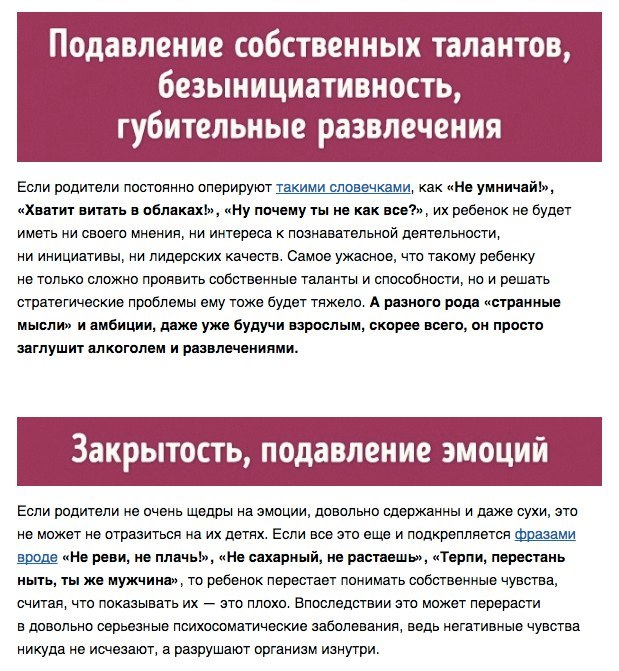 Подавление собственных талантов,
безынициативность,
губительные развлечения
Если родители постоянно оперируют такими словечками, как «Не умничай!»,
«Хватит витать в облаках!», «Ну почему ты не как все?», их ребенок не будет
иметь ни своего мнения, ни интереса к познавательной деятельности,
ни инициативы, ни лидерских качеств. Самое ужасное, что такому ребенку
не только сложно проявить собственные таланты и способности, но и решать
стратегические проблемы ему тоже будет тяжело. А разного рода «странные
мысли» и амбиции, даже уже будучи взрослым, скорее всего, он просто
заглушит алкоголем и развлечениями.
Закрытость, подавление эмоций
Если родители не очень щедры на эмоции, довольно сдержанны и даже сухи, это
не может не отразиться на их детях. Если все это еще и подкрепляется фразами
вроде «Не реви, не плачь!», «Не сахарный, не растаешь», «Терпи, перестань
ныть, ты же мужчина», то ребенок перестает понимать собственные чувства,
считая, что показывать их — это плохо. Впоследствии это может перерасти
в довольно серьезные психосоматические заболевания, ведь негативные чувства
никуда не исчезают, а разрушают организм изнутри.